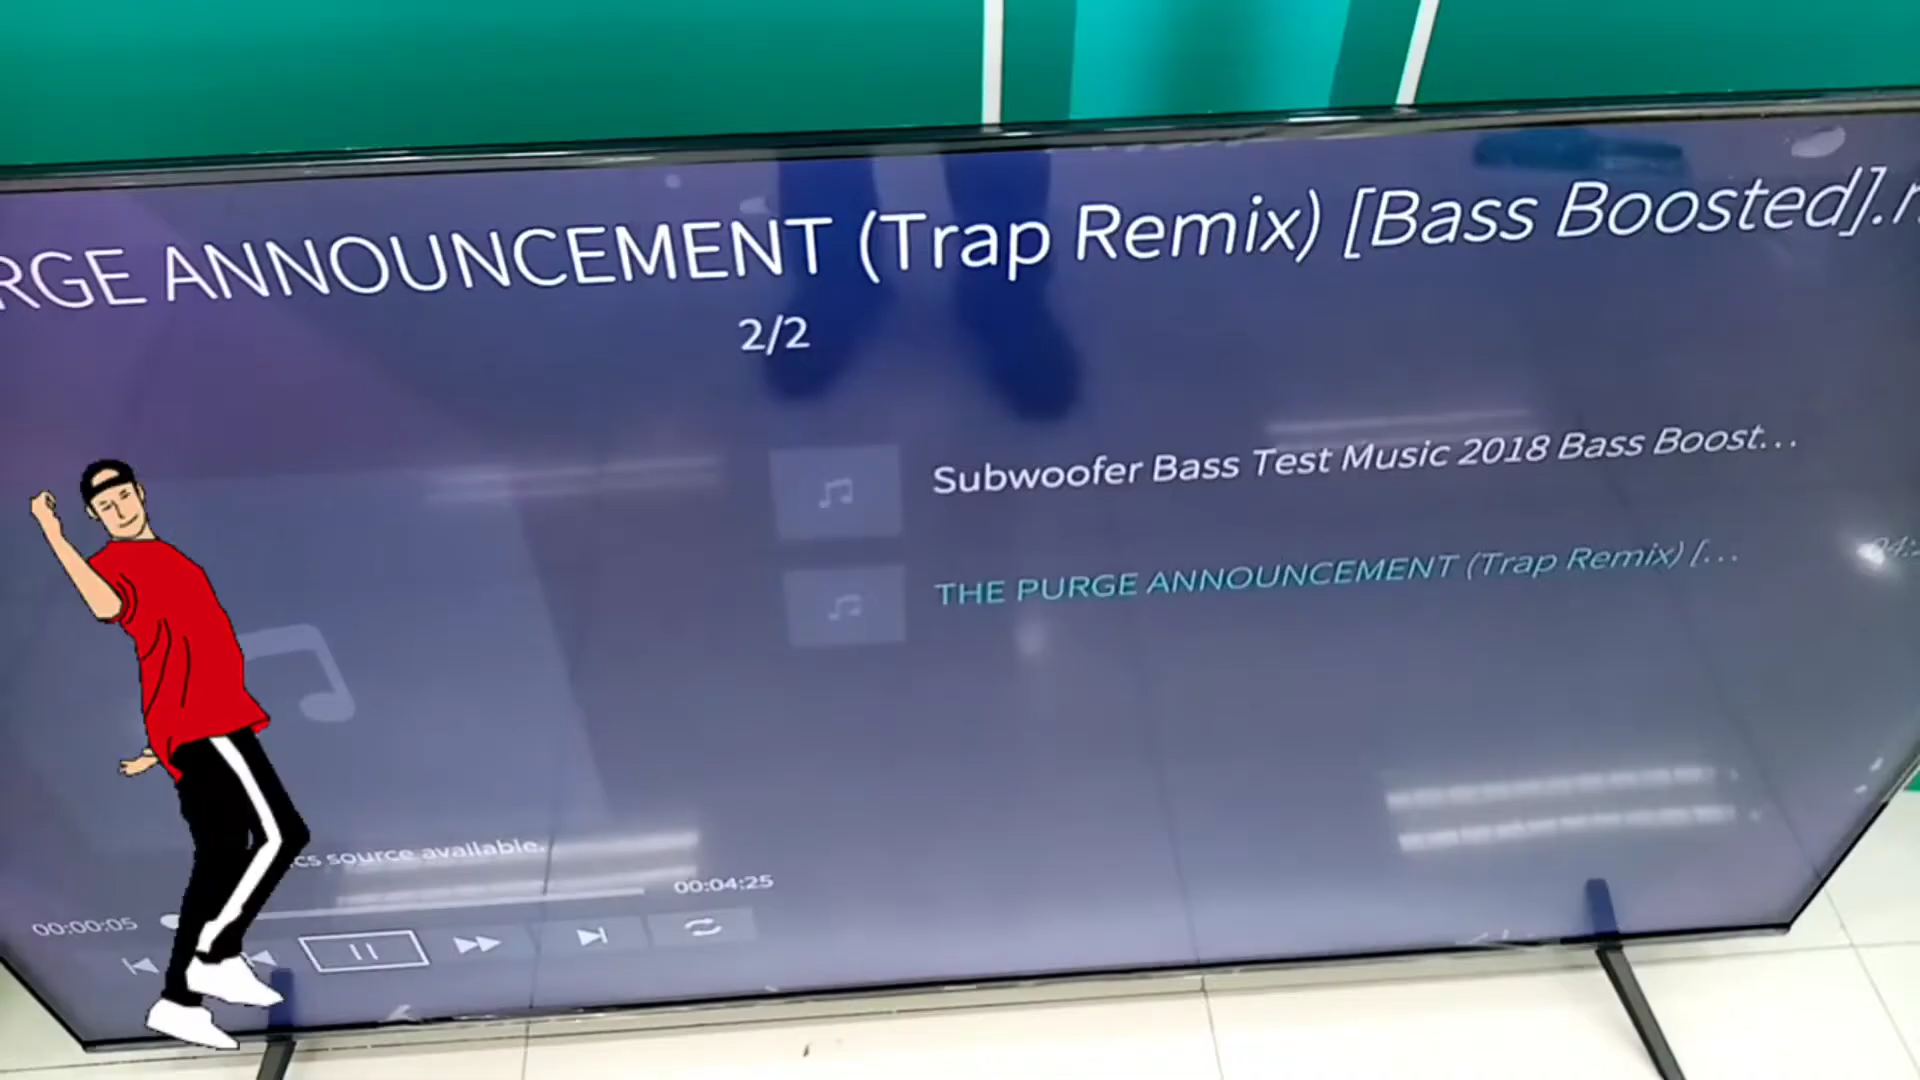 RGE ANNOUNCEMENT (Trap Remix) [Bass Boosted].
2/2
Subwoofer Bass Test Music 2018 Bass Boost...
THE PURGE ANNOUNCEMENT (Trap Remix) [...
source available.
00:00:05
00:04:25